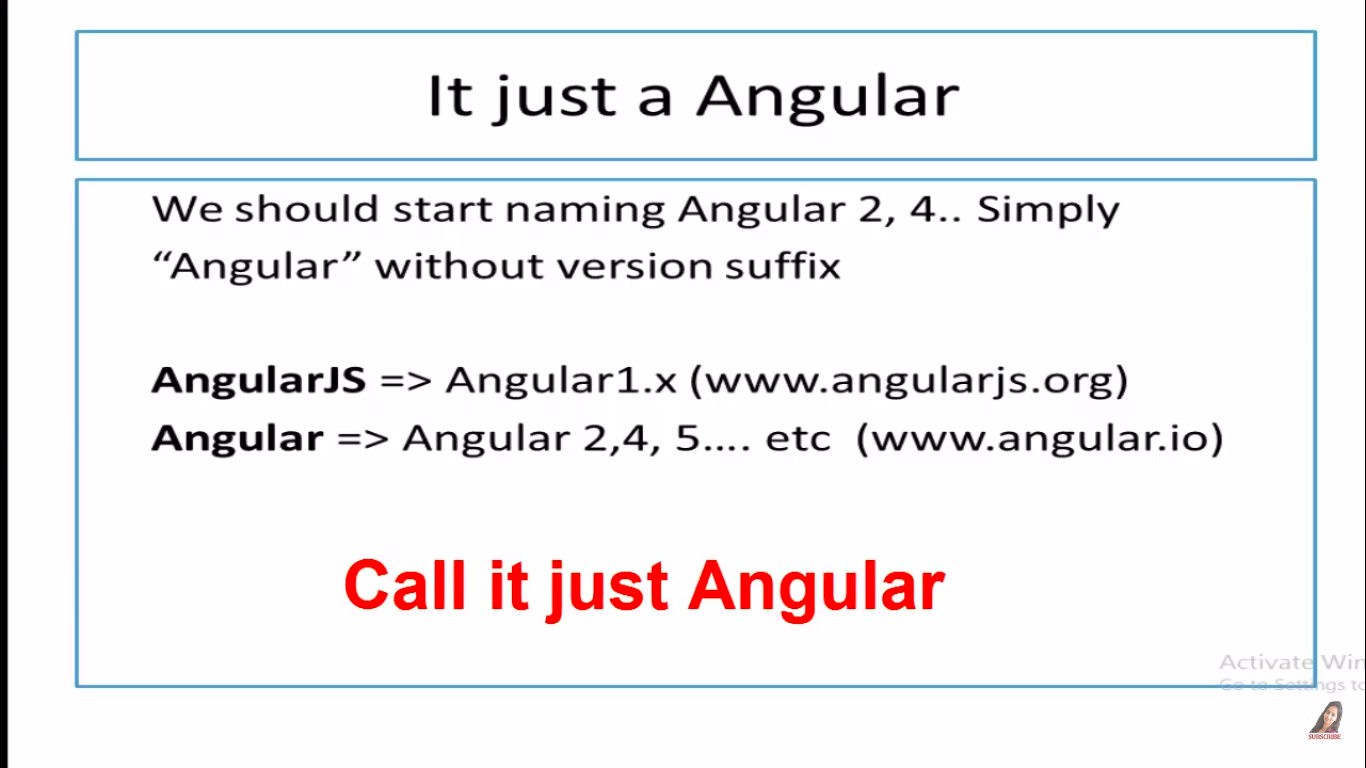 It just a Angular
We should start naming Angular 2, 4.. Simply
“Angular” without version suffix
AngularJS => Angular1.x (www.angularjs.org)
Angular => Angular 2,4, 5.... etc (www.angular.io)
Call it just Angular
Activate Win
Go to Settings to
SUBSCRIBE